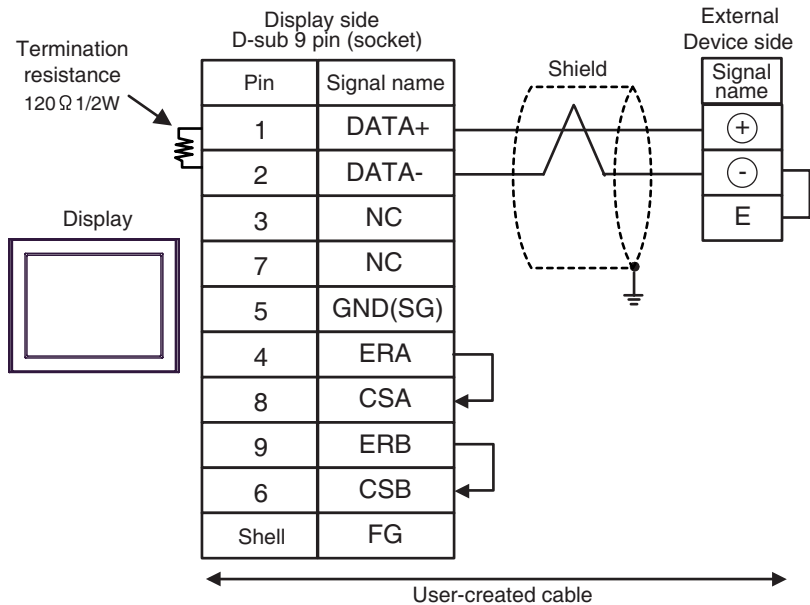 Display side
D-sub 9 pin (socket)
External
Device side
Termination
resistance
120Ω 1/2W
Pin Signal name
Shield
Signal
name
1 DATA+
+
2 DATA-
-
3 NC
E
Display
7 NC
5 GND(SG)
4 ERA
8 CSA
9 ERB
6 CSB
Shell FG
User-created cable